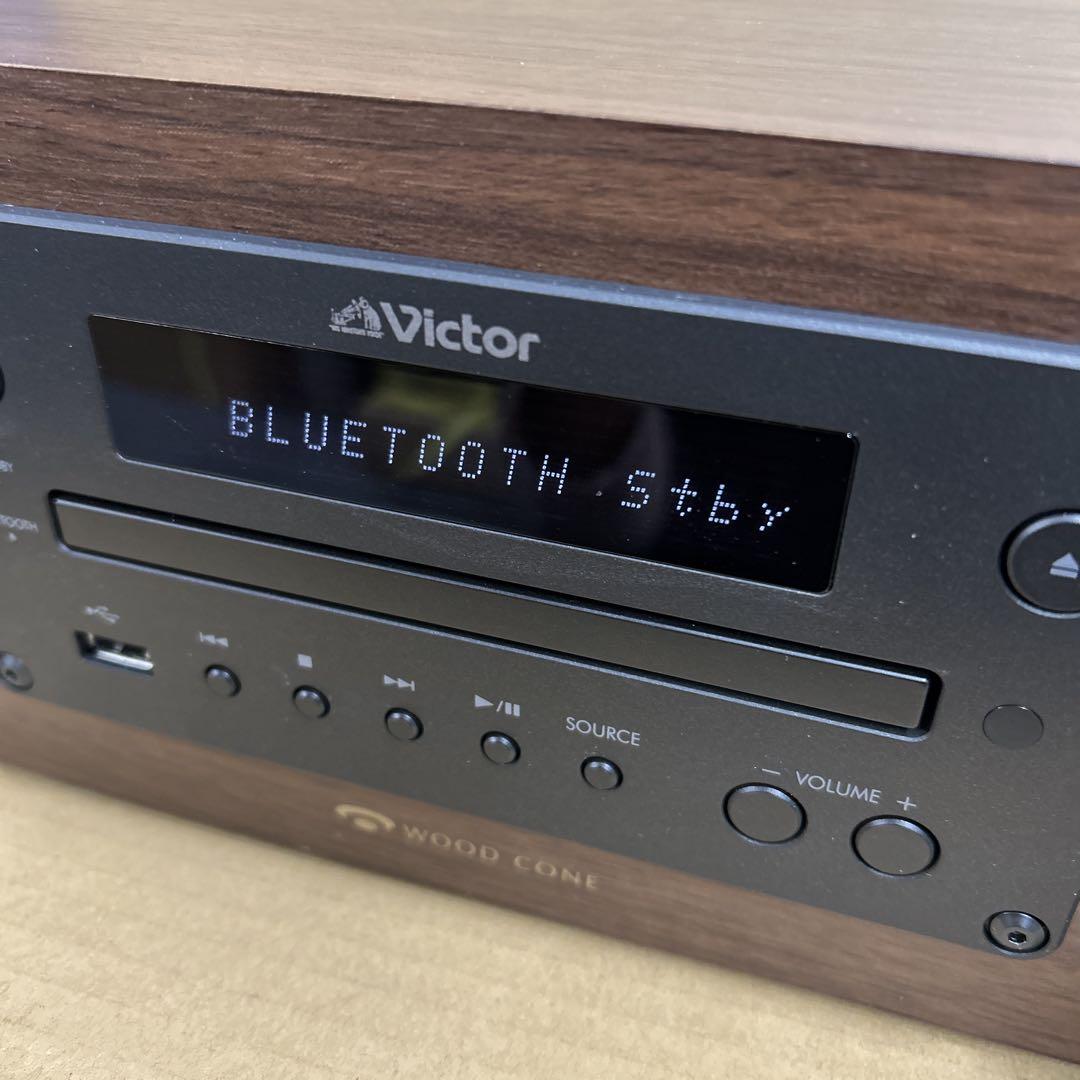 Victor
BLUETOOTH Stby
SOURCE
− VOLUME +
WOOD CONE